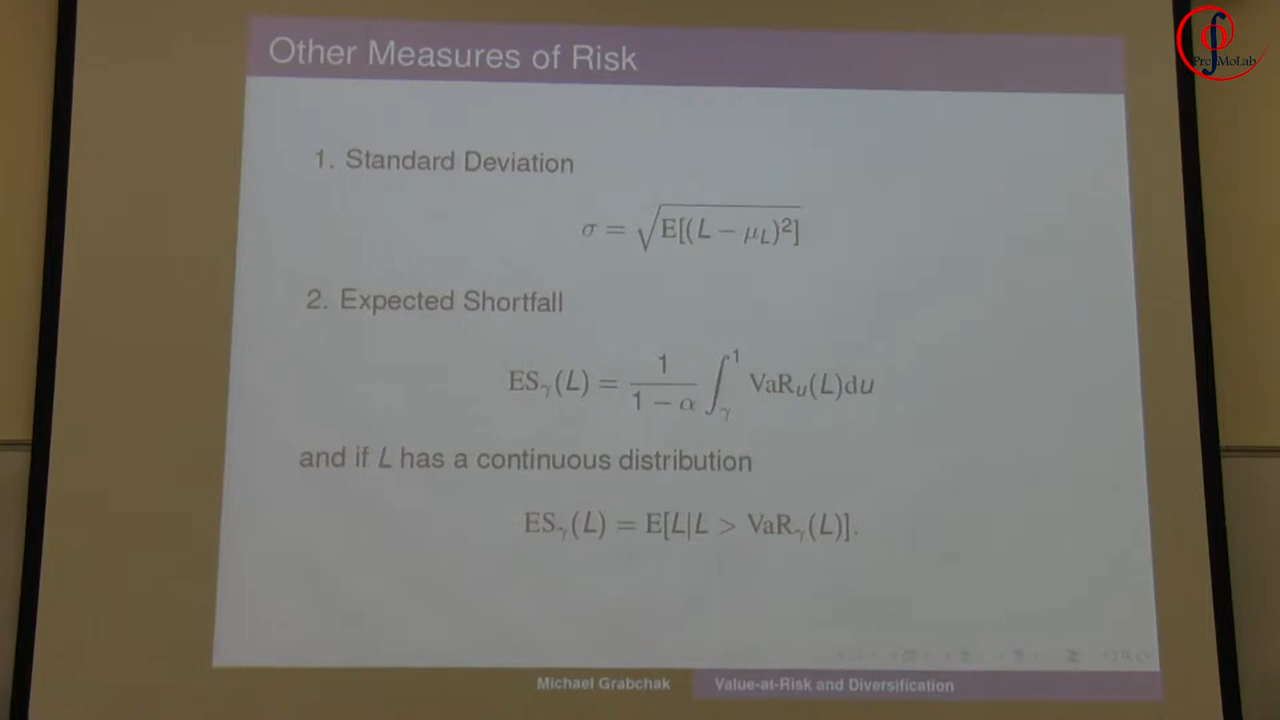 Other Measures of Risk
PreMoLab
1. Standard Deviation
σ = √E[(L − μ_L)²]
2. Expected Shortfall
ES_γ(L) = 1/(1 − α) ∫_γ^1 VaR_u(L)du
and if L has a continuous distribution
ES_γ(L) = E[L|L > VaR_γ(L)].
Michael Grabchak Value-at-Risk and Diversification